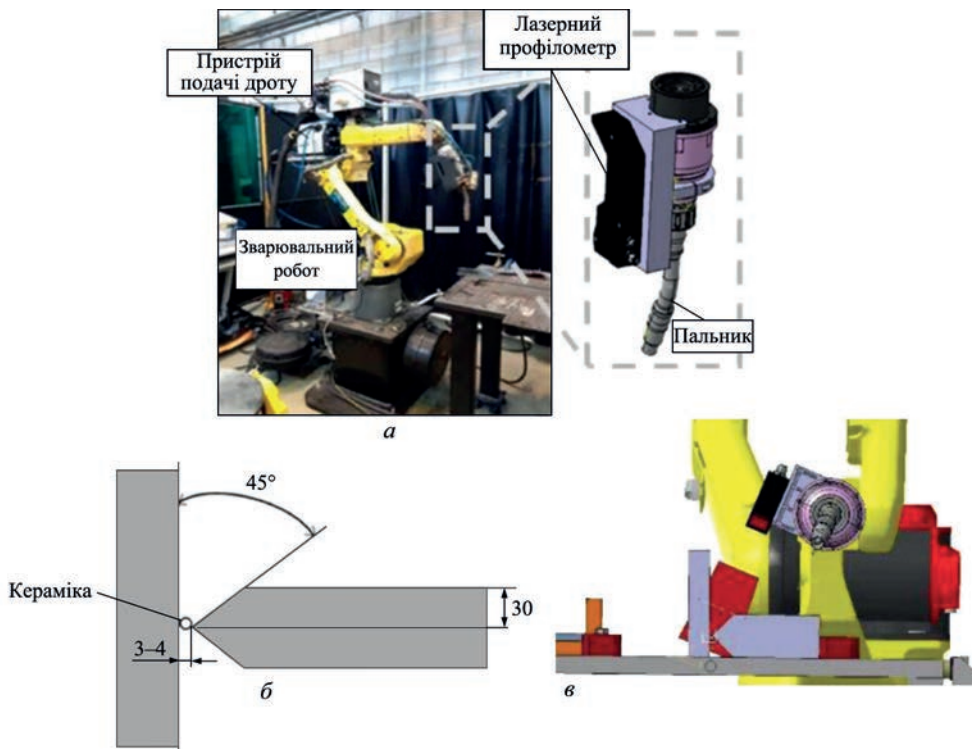 Лазерний
профілометр
Пристрій
подачі дроту
Зварювальний
робот
Пальник
а
45°
Кераміка
30
3–4
б
в